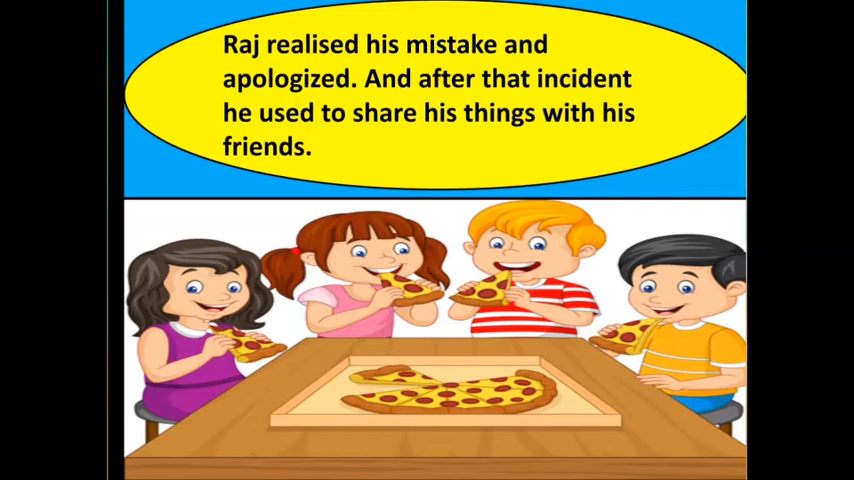 Raj realised his mistake and
apologized. And after that incident
he used to share his things with his
friends.